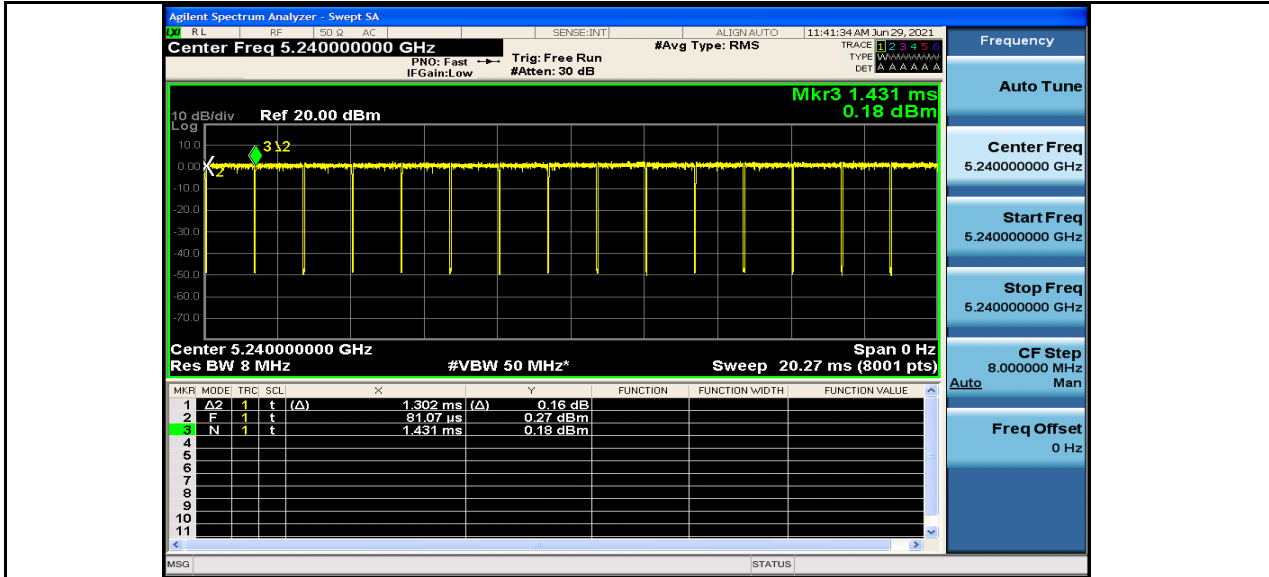 Agilent Spectrum Analyzer - Swept SA
LXI RL RF 50 Ω AC SENSE:INT ALIGN AUTO 11:41:34 AM Jun 29, 2021
Center Freq 5.240000000 GHz #Avg Type: RMS TRACE 1 2 3 4 5 6
PNO: Fast Trig: Free Run TYPE
IFGain:Low #Atten: 30 dB DET A A A A A A
Mkr3 1.431 ms
0.18 dBm
10 dB/div Ref 20.00 dBm
Log
10.0
0.00
-10.0
-20.0
-30.0
-40.0
-50.0
-60.0
-70.0
2
Center 5.240000000 GHz Span 0 Hz
Res BW 8 MHz #VBW 50 MHz* Sweep 20.27 ms (8001 pts)
MKR MODE TRC SCL X Y FUNCTION FUNCTION WIDTH FUNCTION VALUE
1 Δ2 1 t (Δ) 1.302 ms (Δ) 0.16 dB
2 F 1 t 81.07 µs 0.27 dBm
3 N 1 t 1.431 ms 0.18 dBm
4
5
6
7
8
9
10
11
MSG STATUS
Frequency
Auto Tune
Center Freq
5.240000000 GHz
Start Freq
5.240000000 GHz
Stop Freq
5.240000000 GHz
CF Step
8.000000 MHz
Auto Man
Freq Offset
0 Hz